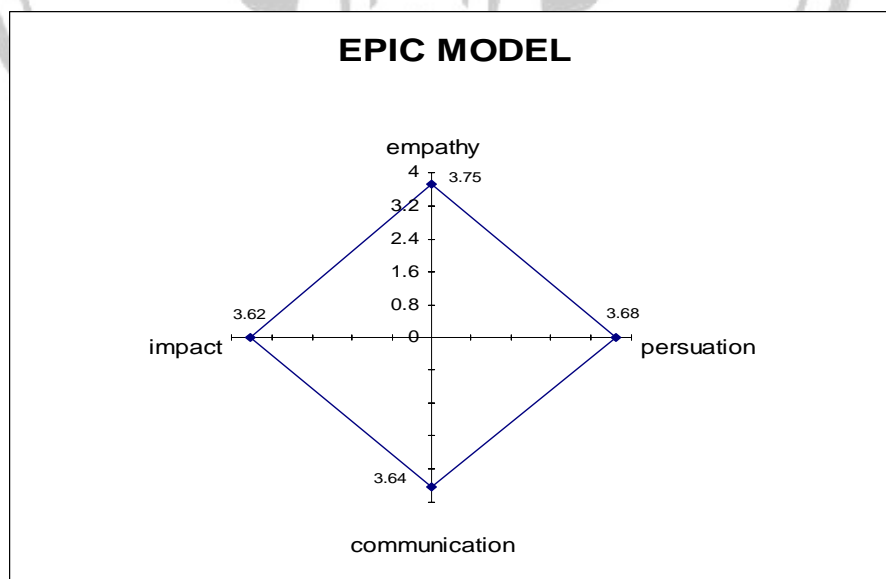 EPIC MODEL
empathy
4
3.75
3.2
2.4
1.6
0.8
3.62
3.68
0
impact
persuation
3.64
communication